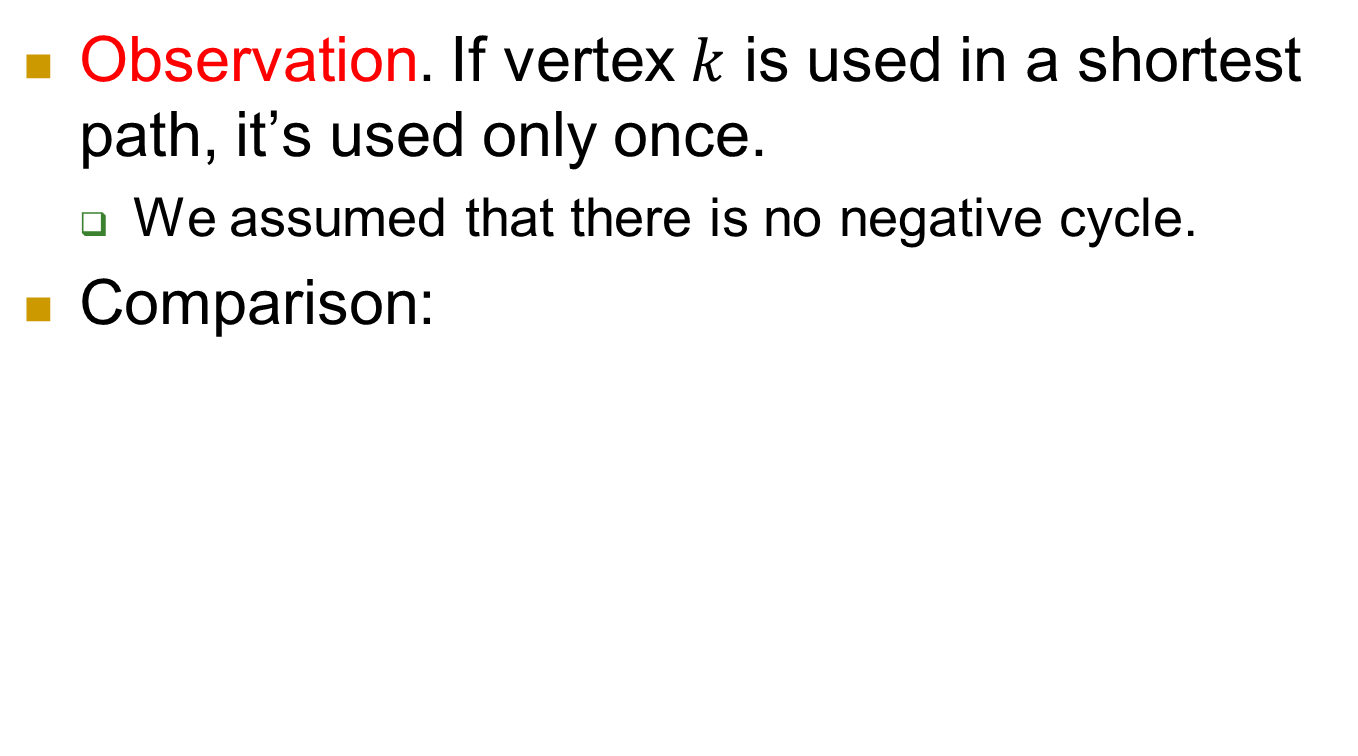 Observation. If vertex 𝑘 is used in a shortest
path, it’s used only once.
We assumed that there is no negative cycle.
Comparison: